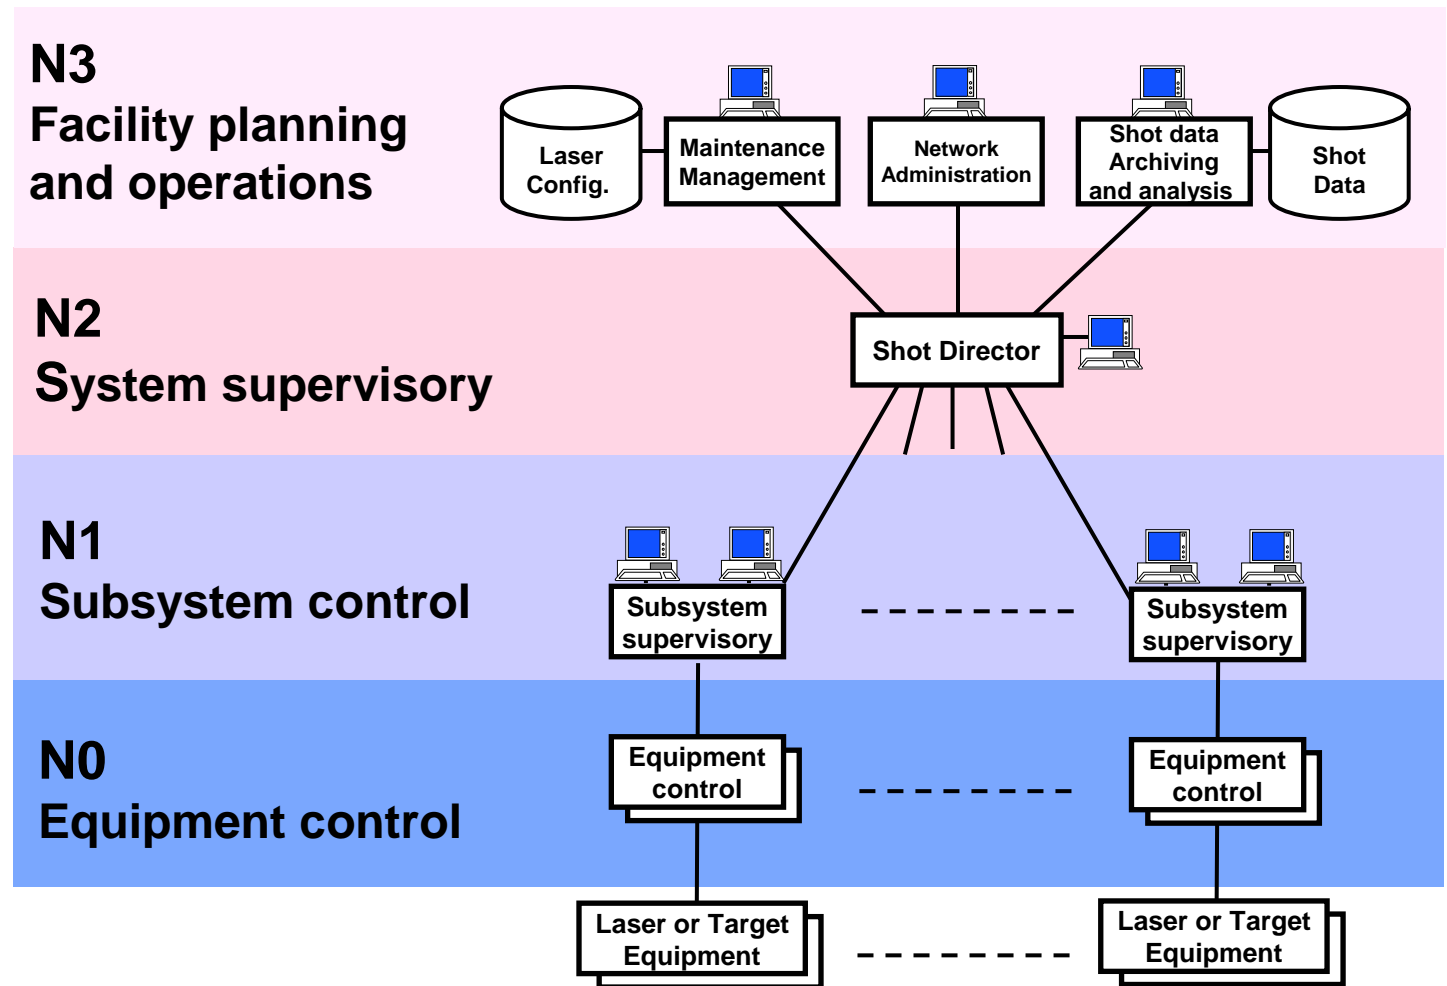 N3
Facility planning
and operations
Laser
Config.
Maintenance
Management
Network
Administration
Shot data
Archiving
and analysis
Shot
Data
N2
System supervisory
Shot Director
N1
Subsystem control
Subsystem
supervisory
Subsystem
supervisory
N0
Equipment control
Equipment
control
Equipment
control
Laser or Target
Equipment
Laser or Target
Equipment